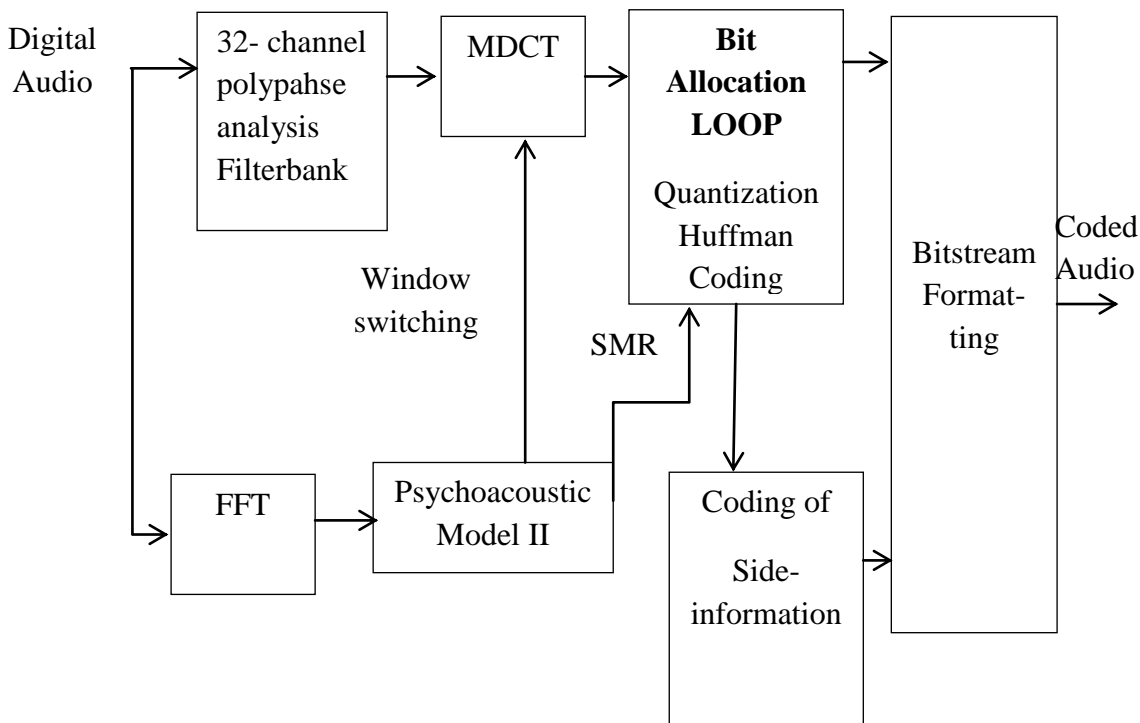 Digital
Audio
32- channel
polypahse
analysis
Filterbank
MDCT
Bit
Allocation
LOOP
Quantization
Huffman
Coding
Bitstream
Format-
ting
Coded
Audio
Window
switching
SMR
FFT
Psychoacoustic
Model II
Coding of
Side-
information